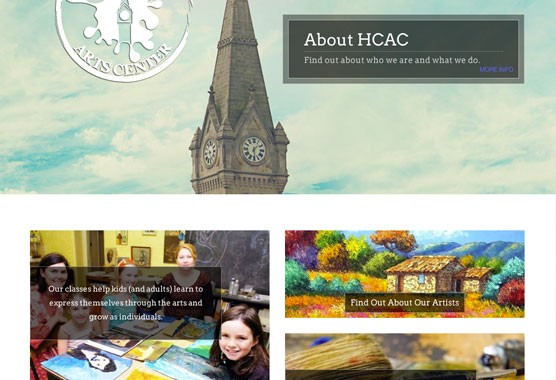 ARTS CENTER
About HCAC
Find out about who we are and what we do.
MORE INFO
Our classes help kids (and adults) learn to
express themselves through the arts and
grow as individuals.
Find Out About Our Artists